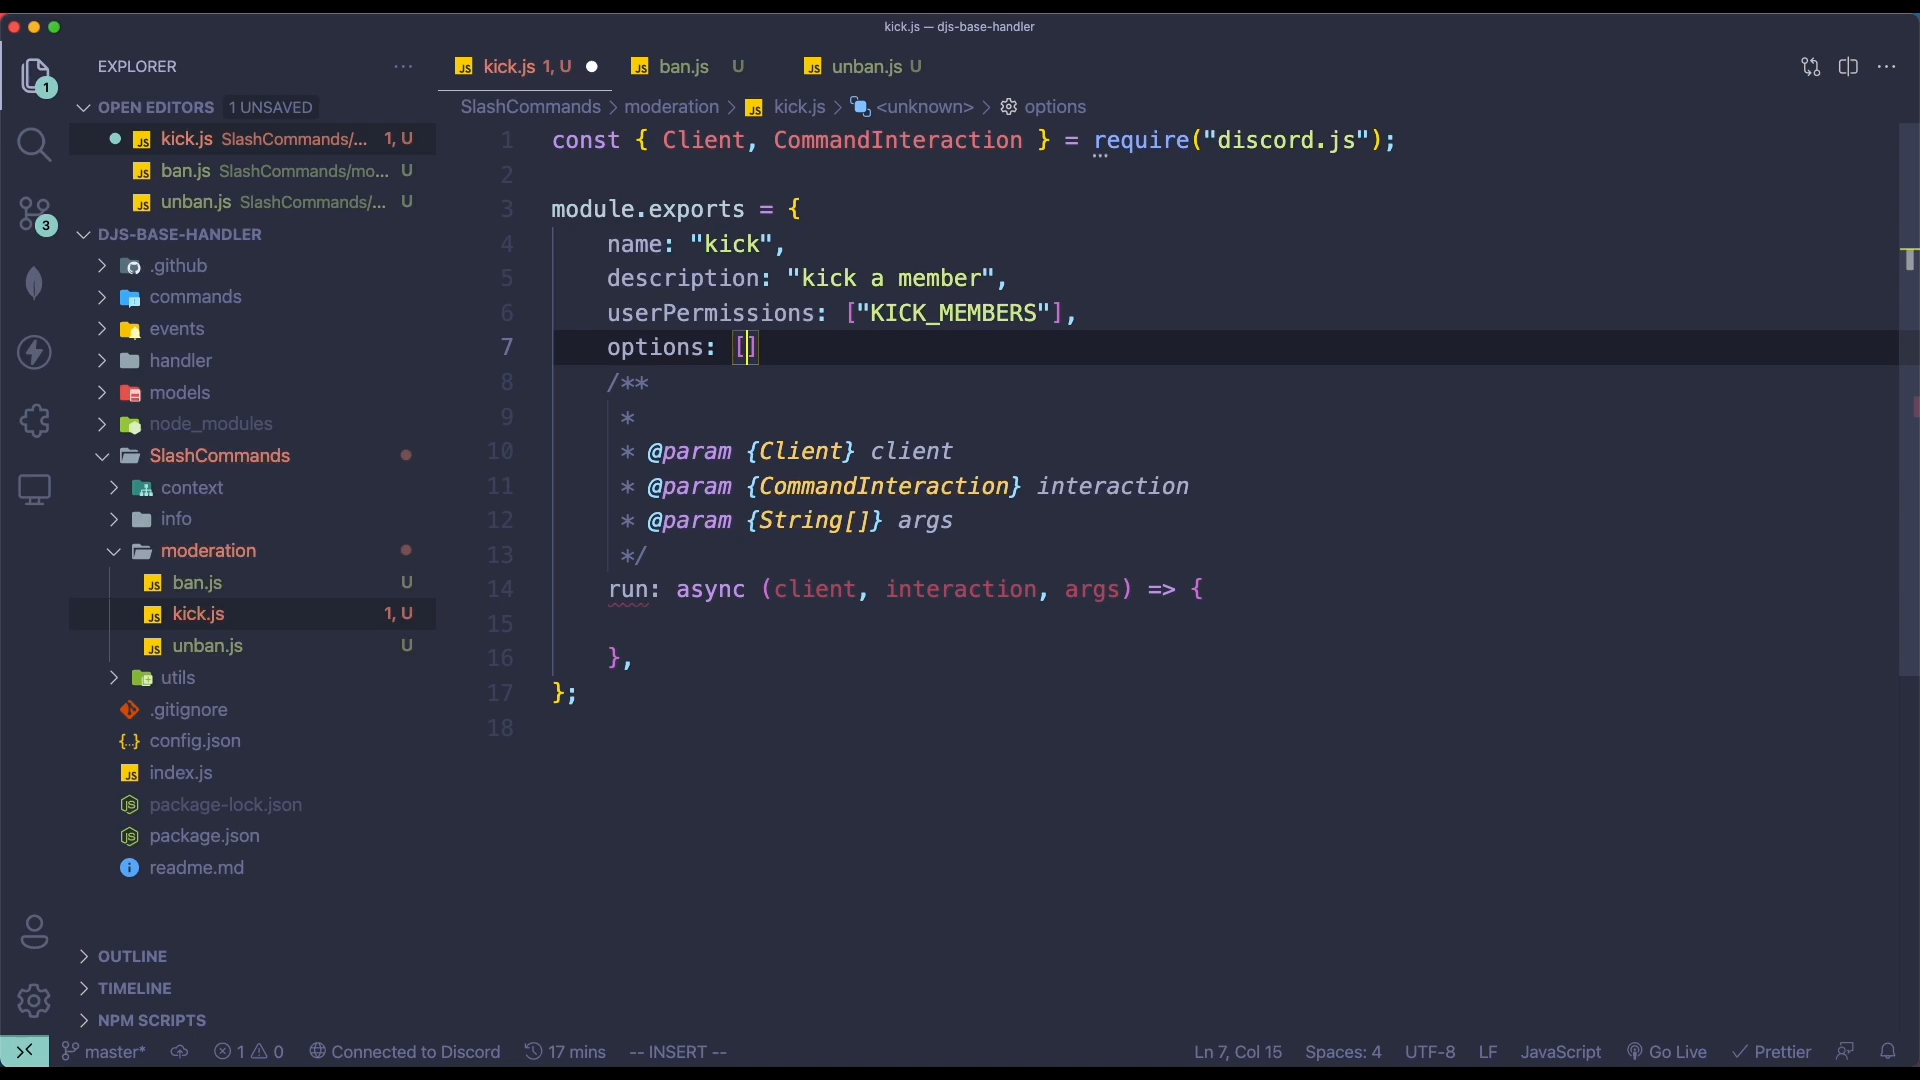 kick.js — djs-base-handler
EXPLORER
OPEN EDITORS 1 UNSAVED
kick.js SlashCommands/... 1, U
ban.js SlashCommands/mo... U
unban.js SlashCommands/... U
DJS-BASE-HANDLER
.github
commands
events
handler
models
node_modules
SlashCommands
context
info
moderation
ban.js U
kick.js 1, U
unban.js U
utils
.gitignore
config.json
index.js
package-lock.json
package.json
readme.md
OUTLINE
TIMELINE
NPM SCRIPTS
1
3
kick.js 1, U
ban.js U
unban.js U
SlashCommands > moderation > kick.js > <unknown> > options
1 const { Client, CommandInteraction } = require("discord.js");
2
3 module.exports = {
4 name: "kick",
5 description: "kick a member",
6 userPermissions: ["KICK_MEMBERS"],
7 options: []
8 /**
9 *
10 * @param {Client} client
11 * @param {CommandInteraction} interaction
12 * @param {String[]} args
13 */
14 run: async (client, interaction, args) => {
15
16 },
17 };
18
master* 1 0 Connected to Discord 17 mins -- INSERT -- Ln 7, Col 15 Spaces: 4 UTF-8 LF JavaScript Go Live Prettier